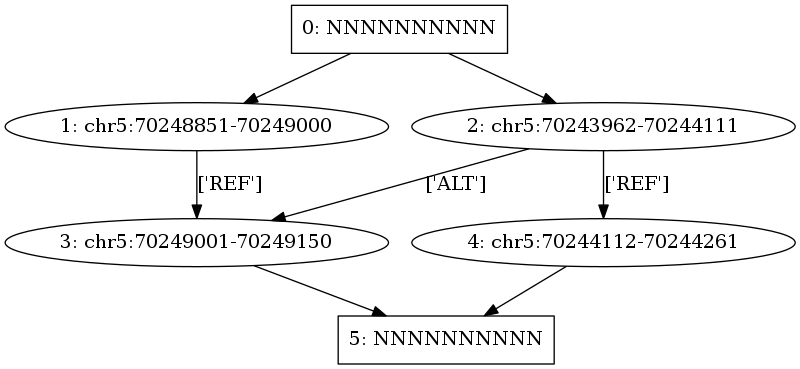 0: NNNNNNNNNN
1: chr5:70248851-70249000
2: chr5:70243962-70244111
['REF']
['ALT']
['REF']
3: chr5:70249001-70249150
4: chr5:70244112-70244261
5: NNNNNNNNNN